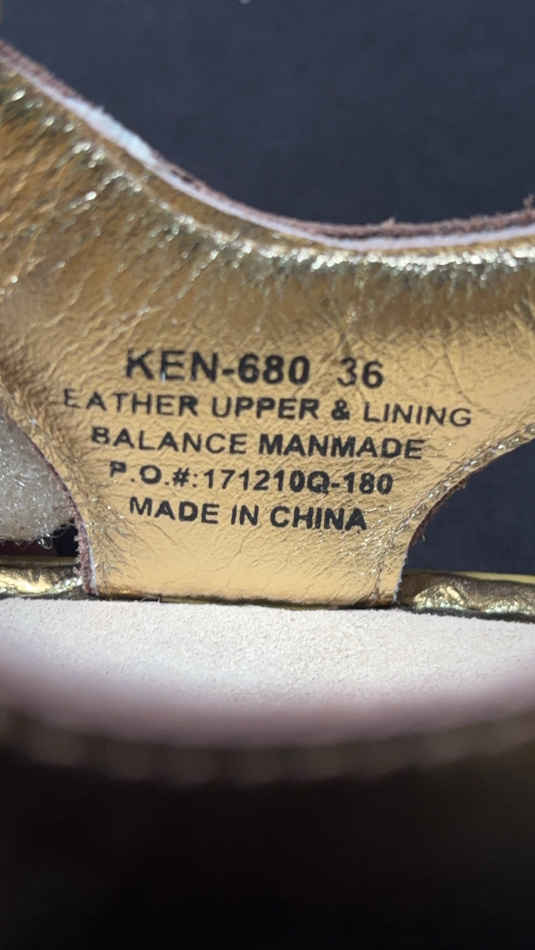 KEN-680 36
EATHER UPPER & LINING
BALANCE MANMADE
P.O.#:171210Q-180
MADE IN CHINA